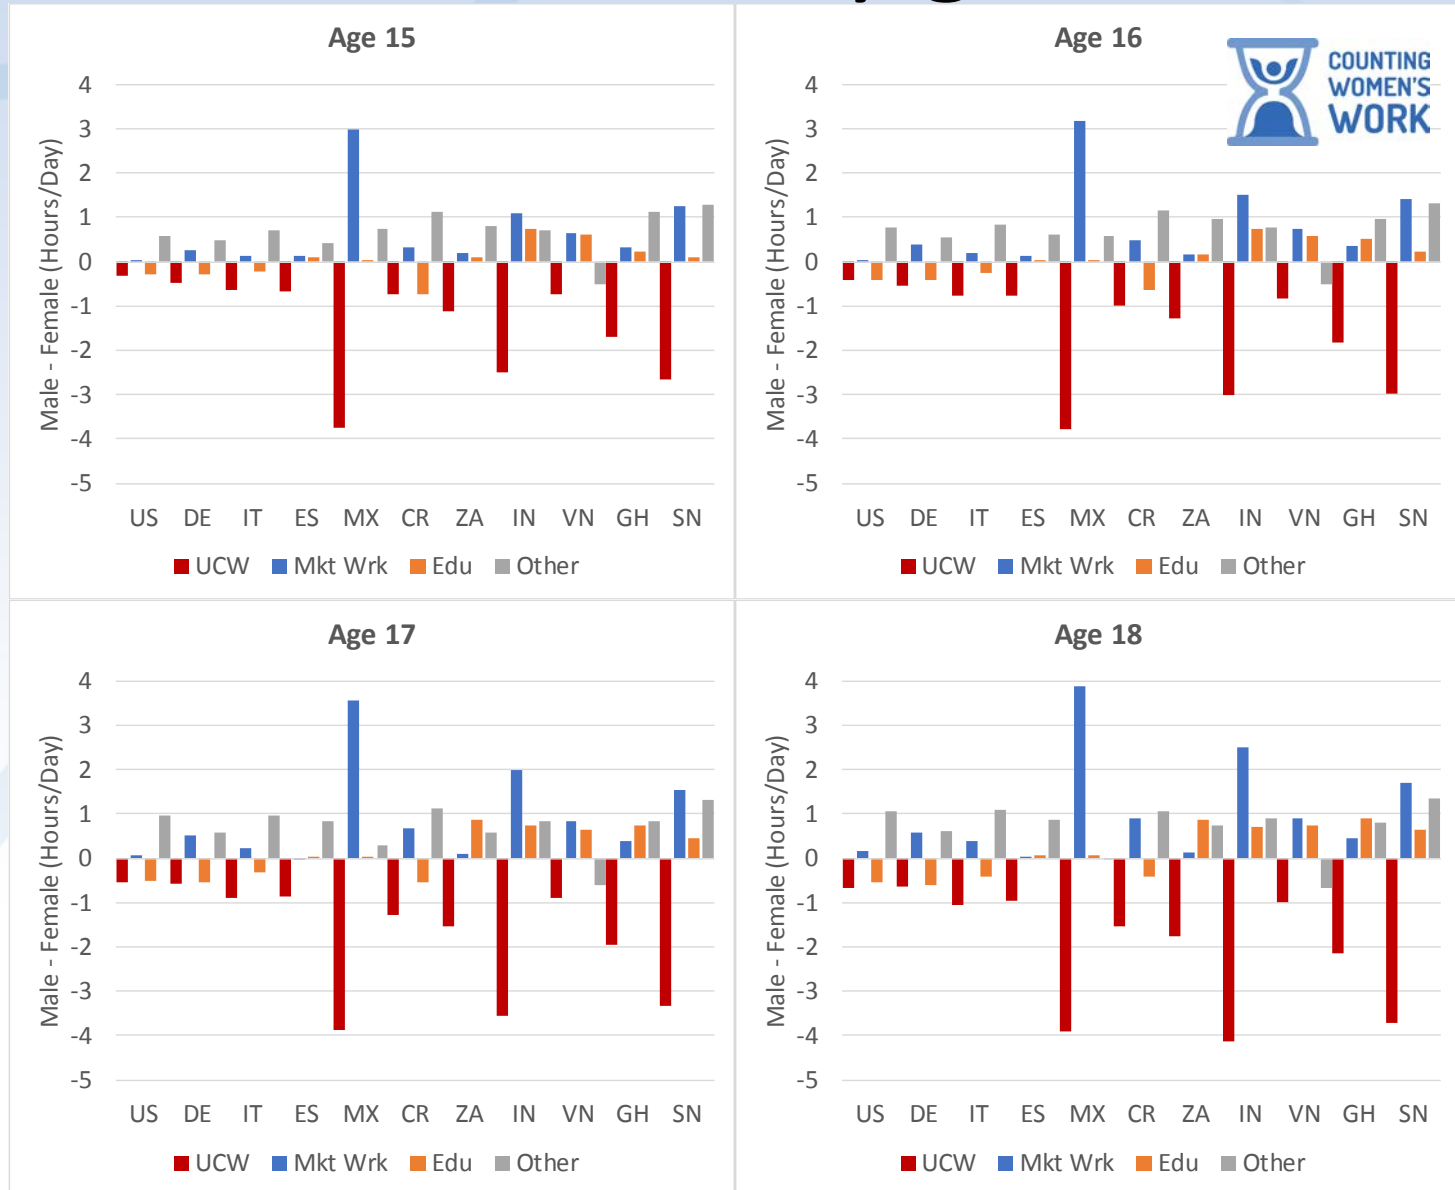 Age 15
4
3
2
1
0
-1
-2
-3
-4
-5
Male - Female (Hours/Day)
US DE IT ES MX CR ZA IN VN GH SN
UCW Mkt Wrk Edu Other
Age 16
COUNTING
WOMEN'S
WORK
4
3
2
1
0
-1
-2
-3
-4
-5
Male - Female (Hours/Day)
US DE IT ES MX CR ZA IN VN GH SN
UCW Mkt Wrk Edu Other
Age 17
4
3
2
1
0
-1
-2
-3
-4
-5
Male - Female (Hours/Day)
US DE IT ES MX CR ZA IN VN GH SN
UCW Mkt Wrk Edu Other
Age 18
4
3
2
1
0
-1
-2
-3
-4
-5
Male - Female (Hours/Day)
US DE IT ES MX CR ZA IN VN GH SN
UCW Mkt Wrk Edu Other